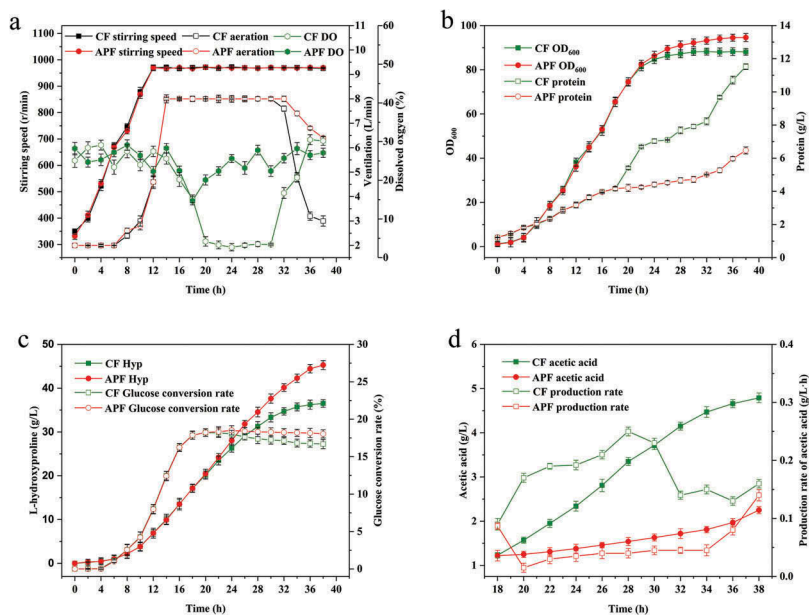 a
CF stirring speed CF aeration CF DO
APF stirring speed APF aeration APF DO
1100
1000
900
800
700
600
500
400
300
Stirring speed (r/min)
11
10
9
8
7
6
5
4
3
2
Ventilation (L/min)
60
50
40
30
20
10
0
Dissolved oxgyen (%)
0 4 8 12 16 20 24 28 32 36 40
Time (h)
b
CF OD600
APF OD600
CF protein
APF protein
100
80
60
40
20
0
OD600
14
12
10
8
6
4
2
0
Protein (g/L)
0 4 8 12 16 20 24 28 32 36 40
Time (h)
c
CF Hyp
APF Hyp
CF Glucose conversion rate
APF Glucose conversion rate
50
40
30
20
10
0
L-hydroxyproline (g/L)
30
25
20
15
10
5
0
Glucose conversion rate (%)
0 4 8 12 16 20 24 28 32 36 40
Time (h)
d
CF acetic acid
APF acetic acid
CF production rate
APF production rate
6
5
4
3
2
1
Acetic acid (g/L)
0.4
0.3
0.2
0.1
0.0
Production rate of acetic acid (g/L·h)
18 20 22 24 26 28 30 32 34 36 38
Time (h)